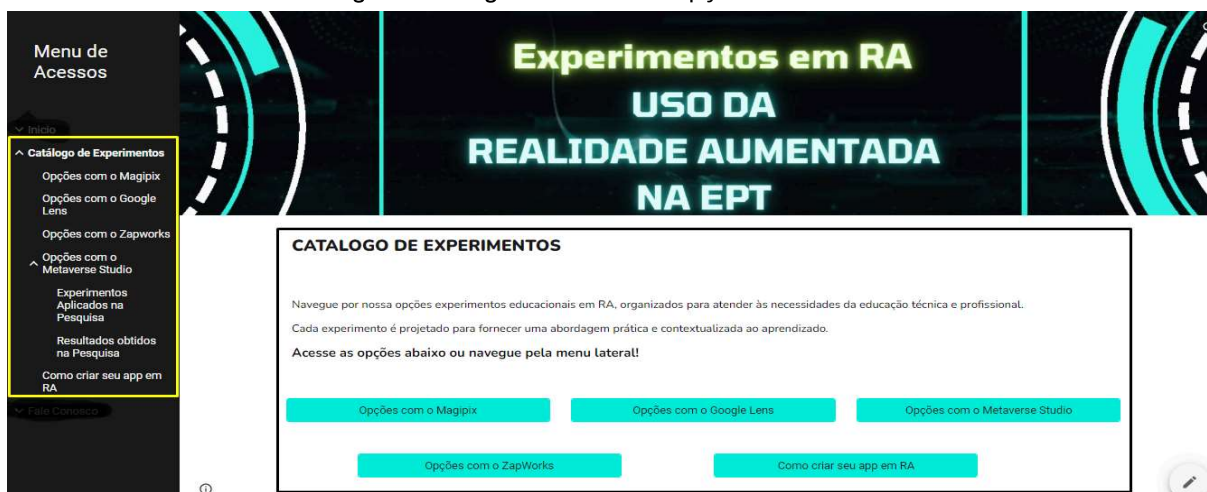 Menu de
Acessos
Início
Catálogo de Experimentos
Opções com o Magipix
Opções com o Google
Lens
Opções com o Zapworks
Opções com o
Metaverse Studio
Experimentos
Aplicados na
Pesquisa
Resultados obtidos
na Pesquisa
Como criar seu app em
RA
Fale Conosco
Experimentos em RA
USO DA
REALIDADE AUMENTADA
NA EPT
CATALOGO DE EXPERIMENTOS
Navegue por nossa opções experimentos educacionais em RA, organizados para atender às necessidades da educação técnica e profissional.
Cada experimento é projetado para fornecer uma abordagem prática e contextualizada ao aprendizado.
Acesse as opções abaixo ou navegue pela menu lateral!
Opções com o Magipix
Opções com o Google Lens
Opções com o Metaverse Studio
Opções com o ZapWorks
Como criar seu app em RA